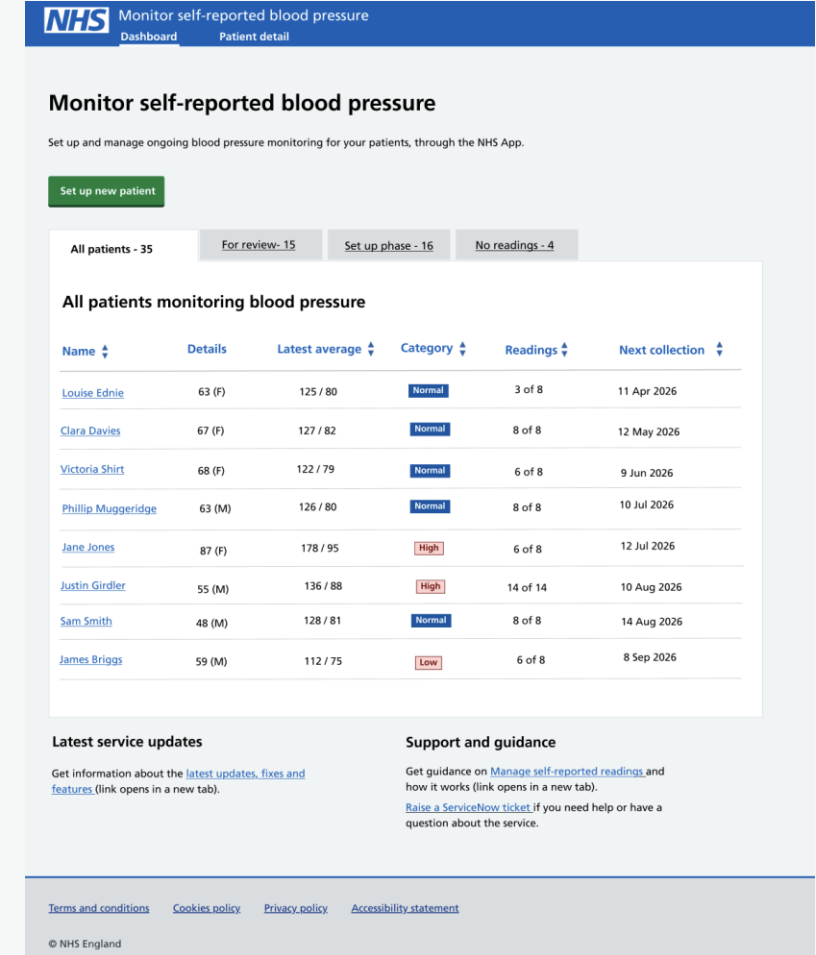 NHS Monitor self-reported blood pressure
Dashboard Patient detail
Monitor self-reported blood pressure
Set up and manage ongoing blood pressure monitoring for your patients, through the NHS App.
Set up new patient
All patients - 35 For review- 15 Set up phase - 16 No readings - 4
All patients monitoring blood pressure
Name Details Latest average Category Readings Next collection
Louise Ednie 63 (F) 125 / 80 Normal 3 of 8 11 Apr 2026
Clara Davies 67 (F) 127 / 82 Normal 8 of 8 12 May 2026
Victoria Shirt 68 (F) 122 / 79 Normal 6 of 8 9 Jun 2026
Phillip Muggeridge 63 (M) 126 / 80 Normal 8 of 8 10 Jul 2026
Jane Jones 87 (F) 178 / 95 High 6 of 8 12 Jul 2026
Justin Girdler 55 (M) 136 / 88 High 14 of 14 10 Aug 2026
Sam Smith 48 (M) 128 / 81 Normal 8 of 8 14 Aug 2026
James Briggs 59 (M) 112 / 75 Low 6 of 8 8 Sep 2026
Latest service updates
Get information about the latest updates, fixes and
features (link opens in a new tab).
Support and guidance
Get guidance on Manage self-reported readings and
how it works (link opens in a new tab).
Raise a ServiceNow ticket if you need help or have a
question about the service.
Terms and conditions Cookies policy Privacy policy Accessibility statement
© NHS England